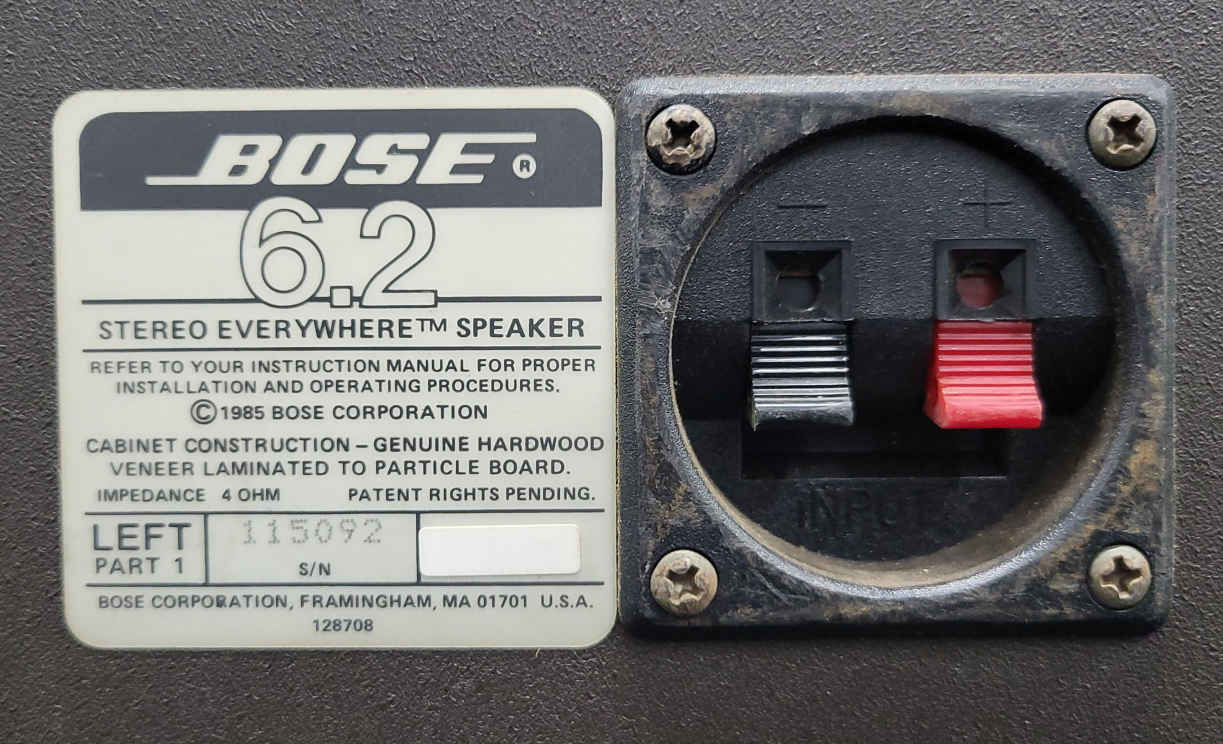 BOSE®
6.2
STEREO EVERYWHERE™ SPEAKER
REFER TO YOUR INSTRUCTION MANUAL FOR PROPER
INSTALLATION AND OPERATING PROCEDURES.
©1985 BOSE CORPORATION
CABINET CONSTRUCTION – GENUINE HARDWOOD
VENEER LAMINATED TO PARTICLE BOARD.
IMPEDANCE 4 OHM PATENT RIGHTS PENDING.
LEFT
PART 1
115092
S/N
BOSE CORPORATION, FRAMINGHAM, MA 01701 U.S.A.
128708
– +
INPUT